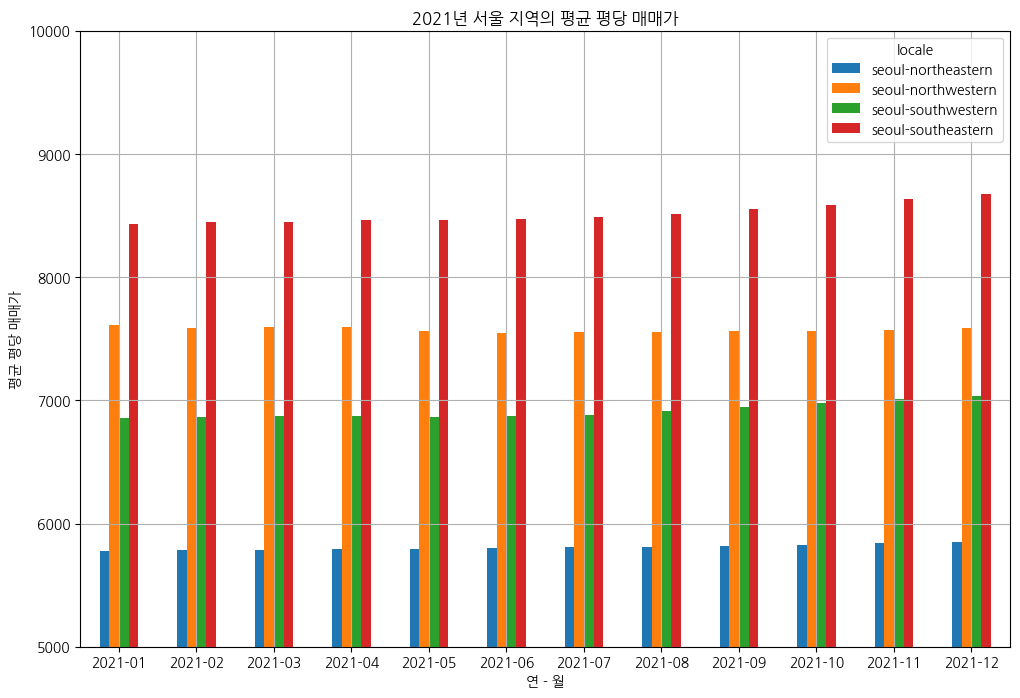 2021년 서울 지역의 평균 평당 매매가
locale
seoul-northeastern
seoul-northwestern
seoul-southwestern
seoul-southeastern
평균 평당 매매가
10000
9000
8000
7000
6000
5000
2021-01 2021-02 2021-03 2021-04 2021-05 2021-06 2021-07 2021-08 2021-09 2021-10 2021-11 2021-12
연 - 월